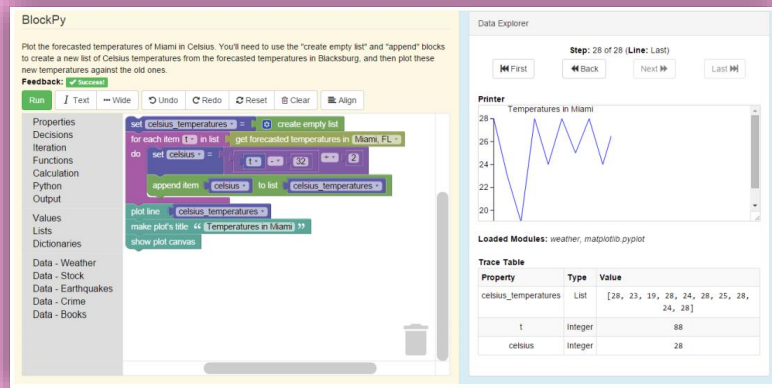 BlockPy
Plot the forecasted temperatures of Miami in Celsius. You'll need to use the "create empty list" and "append" blocks
to create a new list of Celsius temperatures from the forecasted temperatures in Blacksburg, and then plot these
new temperatures against the old ones.
Feedback: ✔ Success!
Run Text Wide Undo Redo Reset Clear Align
Properties
Decisions
Iteration
Functions
Calculation
Python
Output
Values
Lists
Dictionaries
Data - Weather
Data - Stock
Data - Earthquakes
Data - Crime
Data - Books
set celsius_temperatures = create empty list
for each item t in list get forecasted temperatures in Miami, FL
do set celsius = t - 32 ÷ 2
append item celsius to list celsius_temperatures
plot line celsius_temperatures
make plot's title “ Temperatures in Miami ”
show plot canvas
Data Explorer
Step: 28 of 28 (Line: Last)
First Back Next Last
Printer
Temperatures in Miami
28
26
24
22
20
Loaded Modules: weather, matplotlib.pyplot
Trace Table
Property Type Value
celsius_temperatures List [28, 23, 19, 28, 24, 28, 25, 28,
24, 28]
t Integer 88
celsius Integer 28